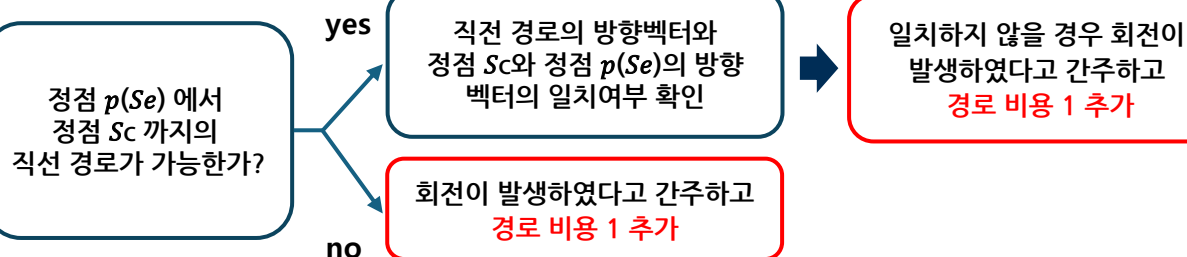 정점 p(Se) 에서
정점 Sc 까지의
직선 경로가 가능한가?
yes
직전 경로의 방향벡터와
정점 Sc와 정점 p(Se)의 방향
벡터의 일치여부 확인
일치하지 않을 경우 회전이
발생하였다고 간주하고
경로 비용 1 추가
no
회전이 발생하였다고 간주하고
경로 비용 1 추가